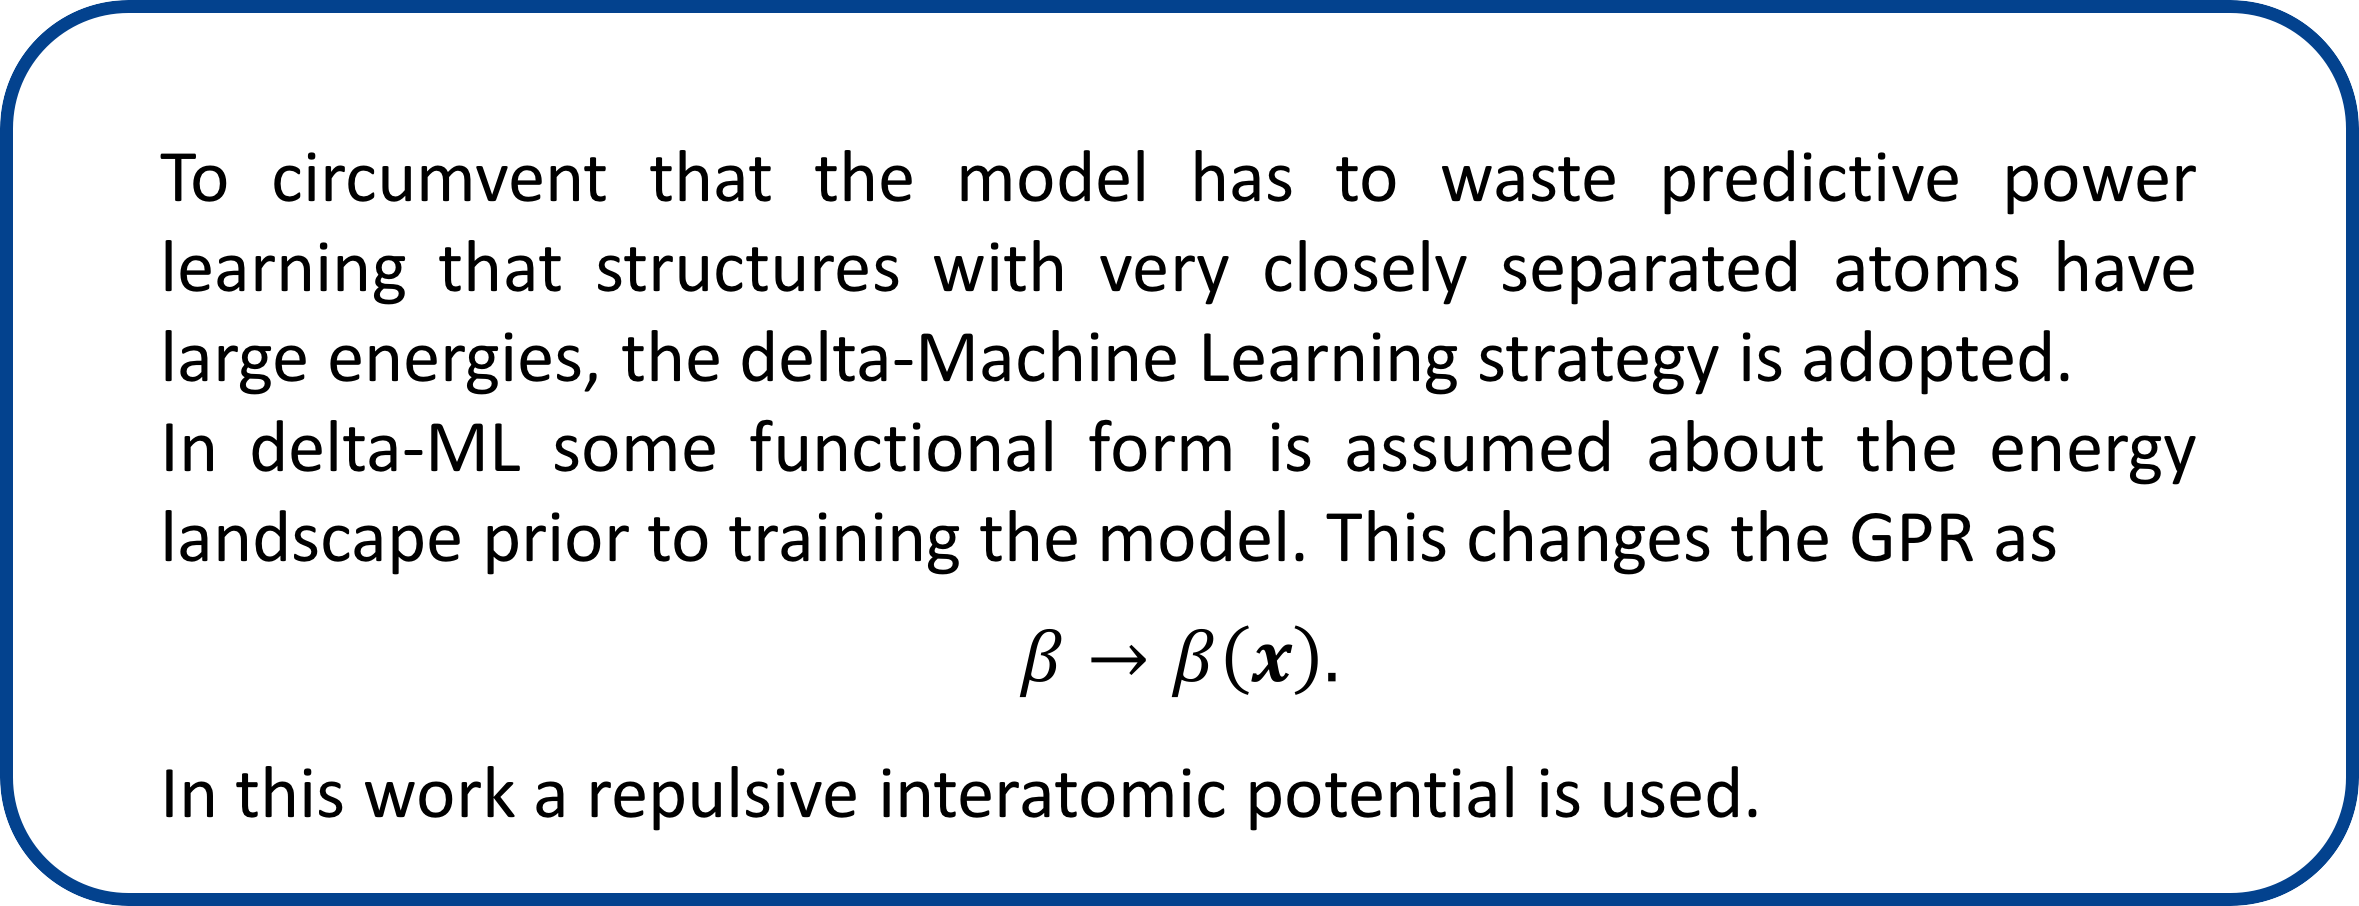 To circumvent that the model has to waste predictive power
learning that structures with very closely separated atoms have
large energies, the delta-Machine Learning strategy is adopted.
In delta-ML some functional form is assumed about the energy
landscape prior to training the model. This changes the GPR as
β → β(x).
In this work a repulsive interatomic potential is used.